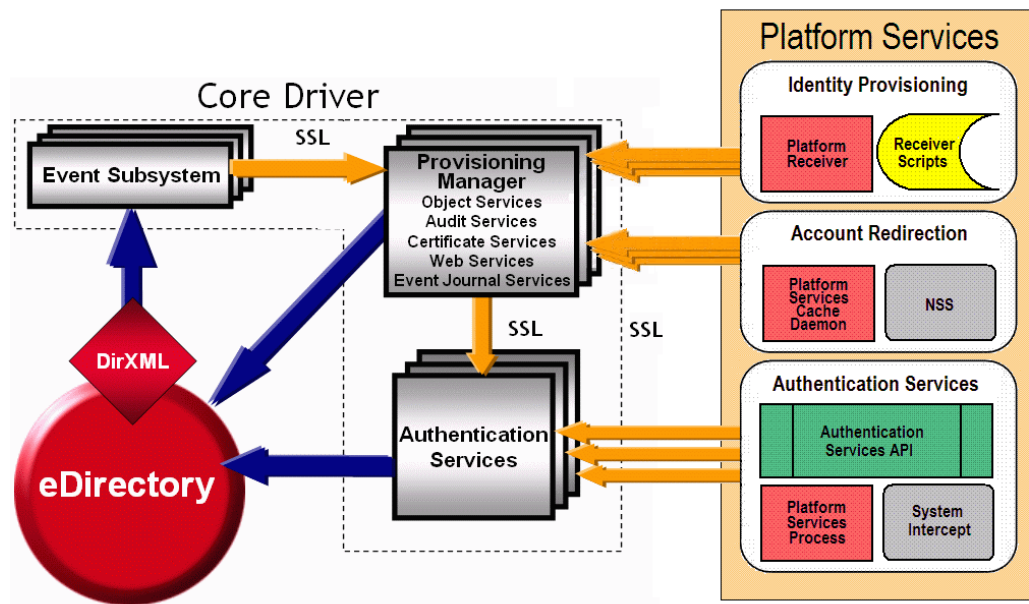 Core Driver
SSL
Event Subsystem
Provisioning
Manager
Object Services
Audit Services
Certificate Services
Web Services
Event Journal Services
SSL
SSL
DirXML
eDirectory
Authentication
Services
Platform Services
Identity Provisioning
Platform
Receiver
Receiver
Scripts
Account Redirection
Platform
Services
Cache
Daemon
NSS
Authentication Services
Authentication
Services API
Platform
Services
Process
System
Intercept